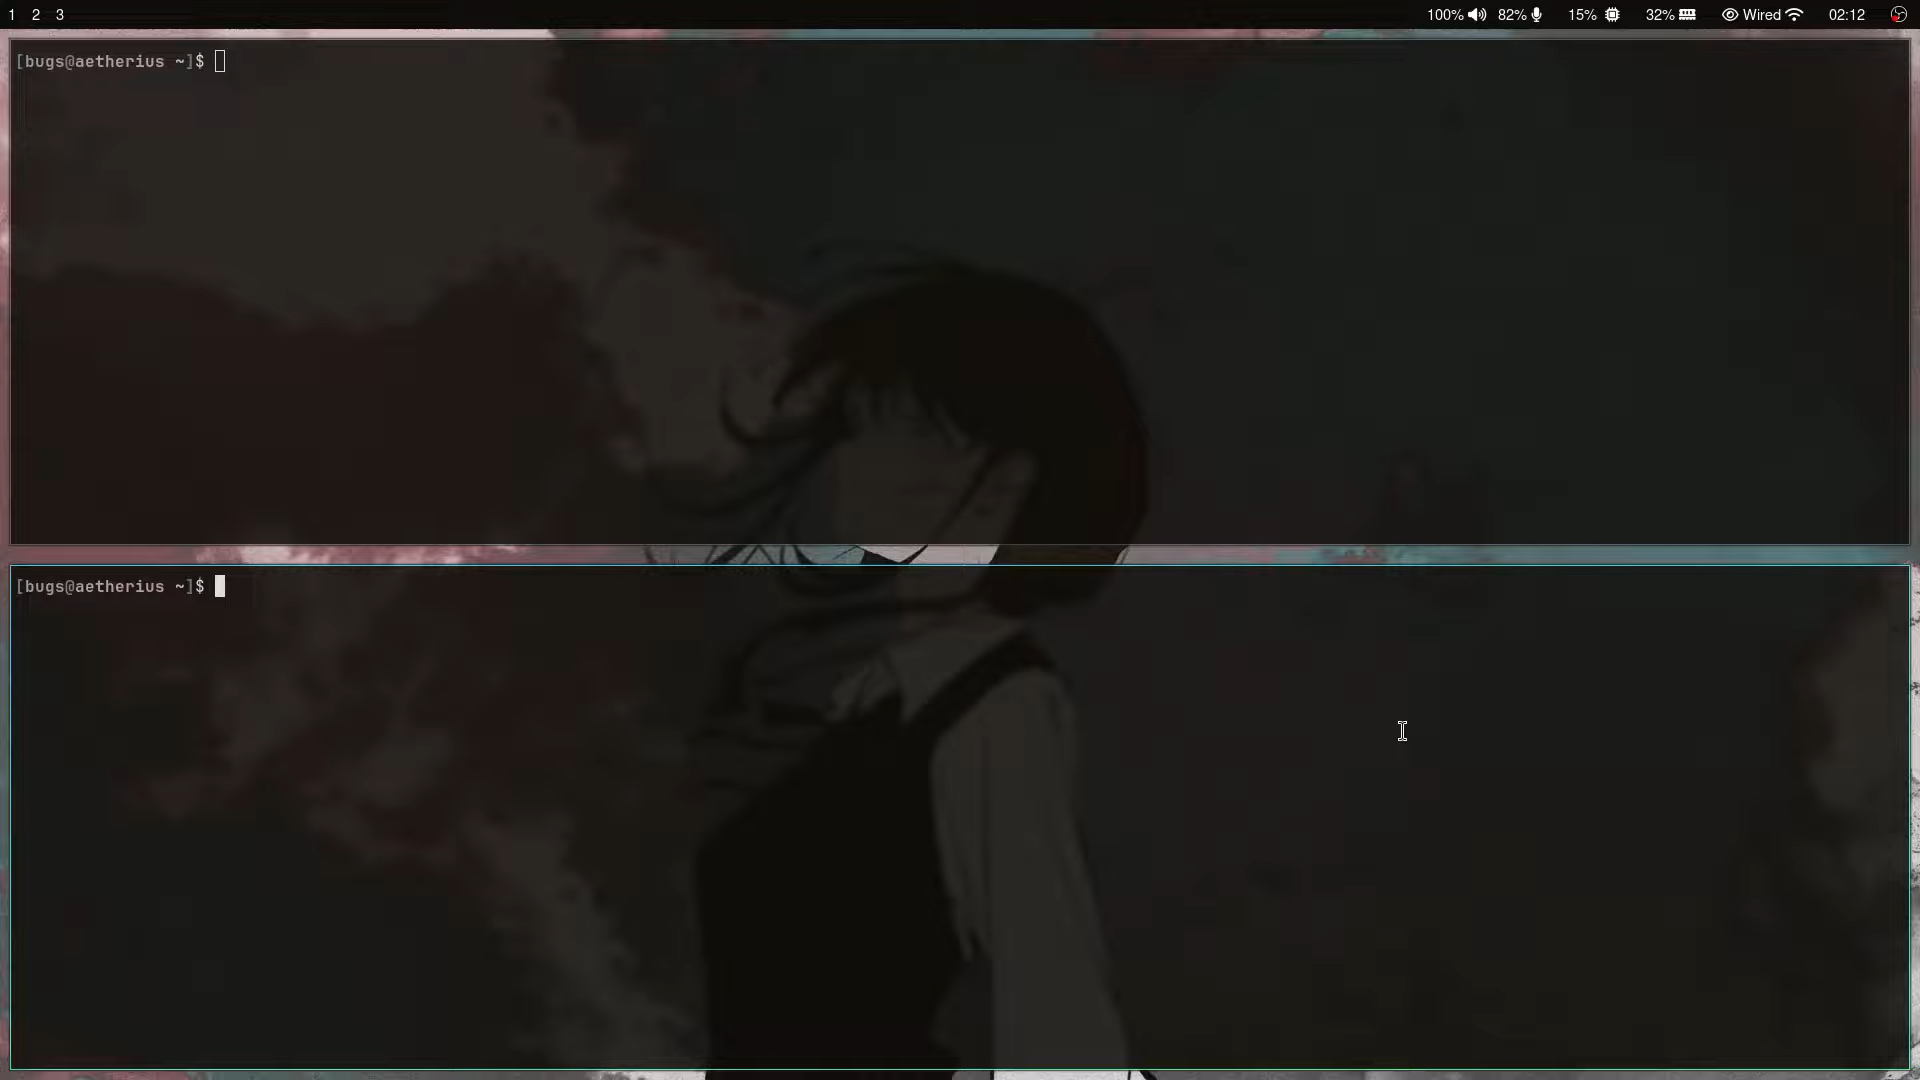 1 2 3 100% 82% 15% 32% Wired 02:12
[bugs@aetherius ~]$
[bugs@aetherius ~]$